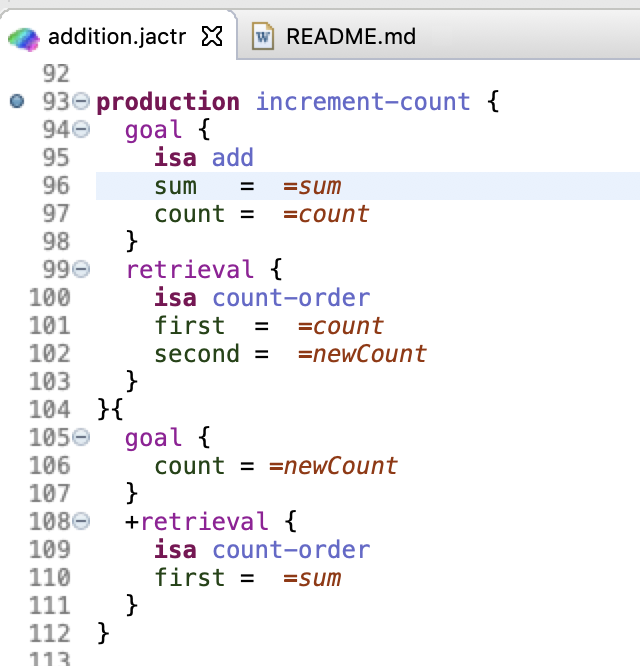 addition.jactr README.md
92
93 production increment-count {
94 goal {
95 isa add
96 sum = =sum
97 count = =count
98 }
99 retrieval {
100 isa count-order
101 first = =count
102 second = =newCount
103 }
104 }{
105 goal {
106 count = =newCount
107 }
108 +retrieval {
109 isa count-order
110 first = =sum
111 }
112 }
113